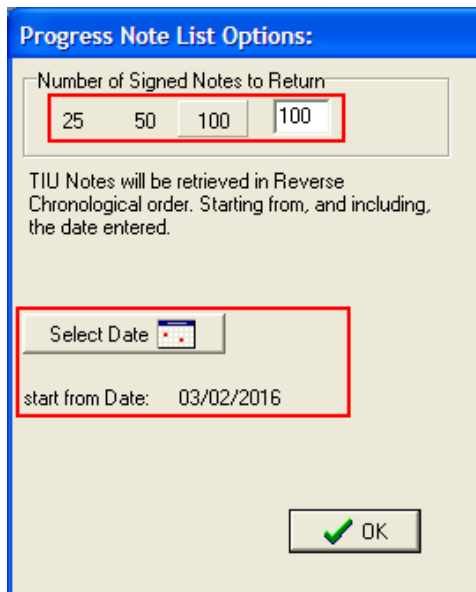 Progress Note List Options:
Number of Signed Notes to Return
25 50 100 100
TIU Notes will be retrieved in Reverse
Chronological order. Starting from, and including,
the date entered.
Select Date
start from Date: 03/02/2016
OK